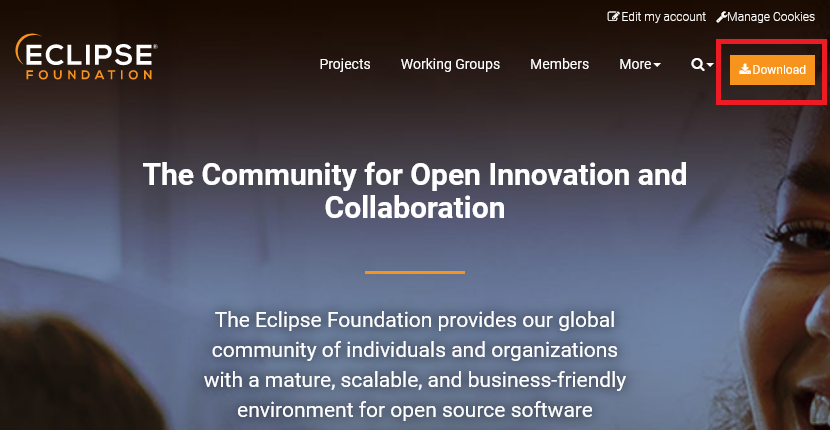 Edit my account Manage Cookies
ECLIPSE®
FOUNDATION
Projects Working Groups Members More Download
The Community for Open Innovation and
Collaboration
The Eclipse Foundation provides our global
community of individuals and organizations
with a mature, scalable, and business-friendly
environment for open source software